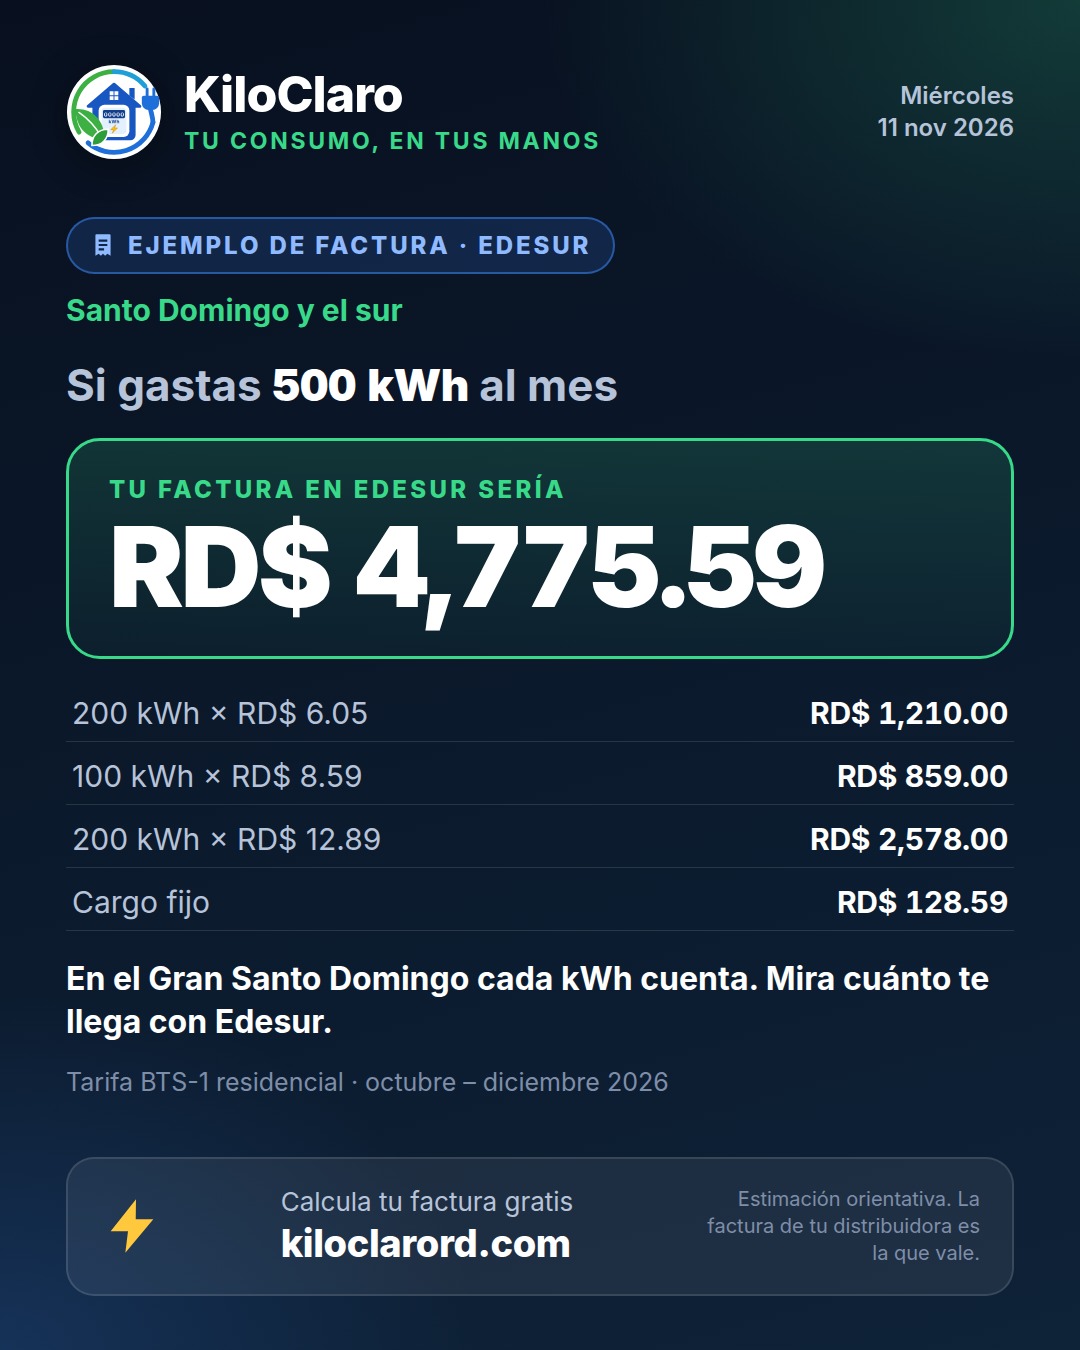 KiloClaro
TU CONSUMO, EN TUS MANOS
Miércoles
11 nov 2026
EJEMPLO DE FACTURA · EDESUR
Santo Domingo y el sur
Si gastas 500 kWh al mes
TU FACTURA EN EDESUR SERÍA
RD$ 4,775.59
200 kWh × RD$ 6.05 RD$ 1,210.00
100 kWh × RD$ 8.59 RD$ 859.00
200 kWh × RD$ 12.89 RD$ 2,578.00
Cargo fijo RD$ 128.59
En el Gran Santo Domingo cada kWh cuenta. Mira cuánto te
llega con Edesur.
Tarifa BTS-1 residencial · octubre – diciembre 2026
Calcula tu factura gratis
kiloclarord.com
Estimación orientativa. La
factura de tu distribuidora es
la que vale.